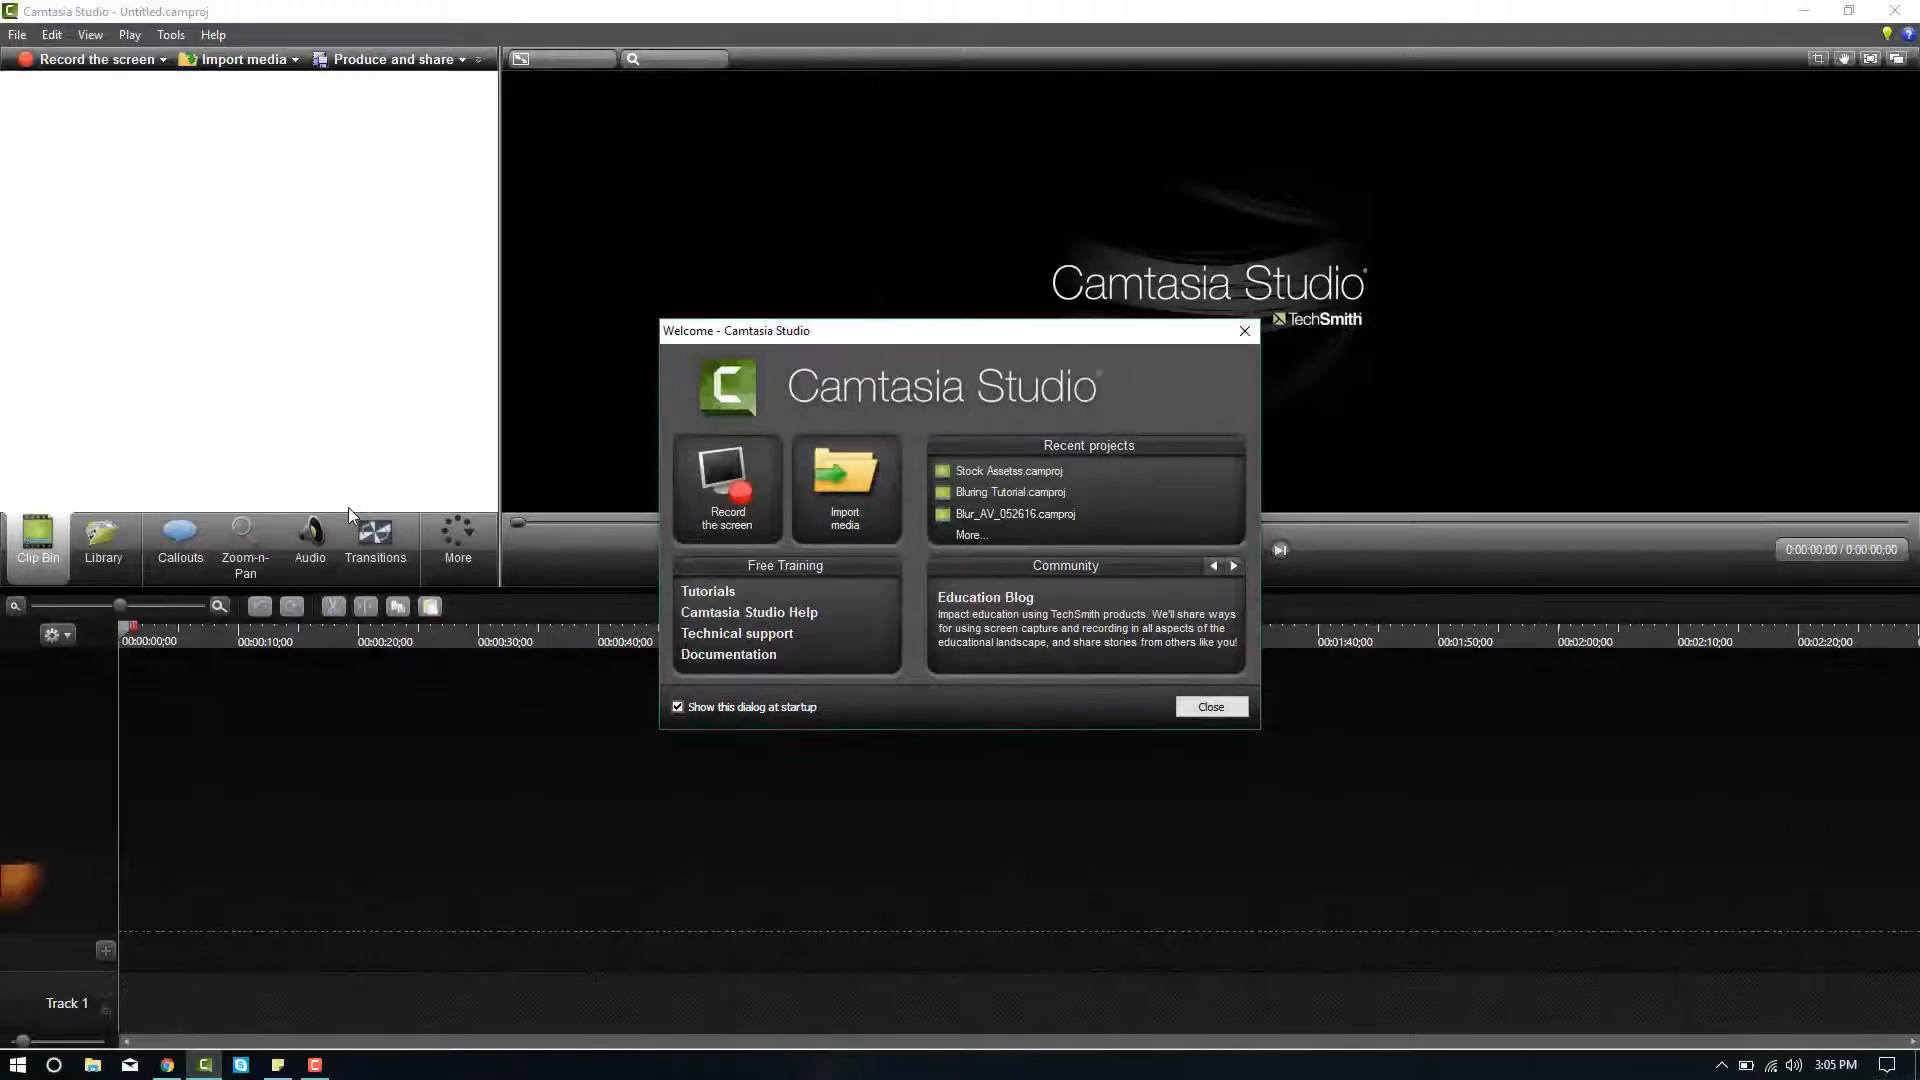 Camtasia Studio - Untitled.camproj
File Edit View Play Tools Help
Record the screen Import media Produce and share
Camtasia Studio®
TechSmith
Welcome - Camtasia Studio
Camtasia Studio®
Record
the screen
Import
media
Recent projects
Stock Assetss.camproj
Bluring Tutorial.camproj
Blur_AV_052616.camproj
More...
Clip Bin Library Callouts Zoom-n-
Pan Audio Transitions More
0:00:00;00 / 0:00:00;00
Free Training
Tutorials
Camtasia Studio Help
Technical support
Documentation
Community
Education Blog
Impact education using TechSmith products. We'll share ways
for using screen capture and recording in all aspects of the
educational landscape, and share stories from others like you!
00:00:00;00 00:00:10;00 00:00:20;00 00:00:30;00 00:00:40;00 00:01:40;00 00:01:50;00 00:02:00;00 00:02:10;00 00:02:20;00
Show this dialog at startup
Close
Track 1
3:05 PM